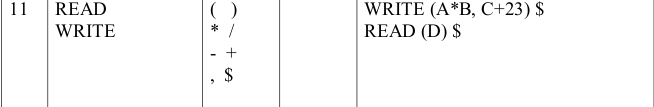 11 READ ( ) WRITE (A*B, C+23) $
WRITE * / READ (D) $
- +
, $